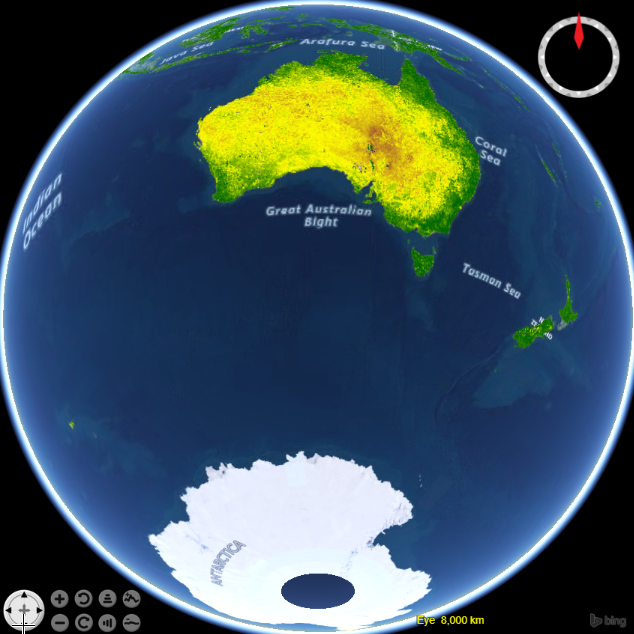 Java Sea
Arafura Sea
Coral
Sea
Indian
Ocean
Great Australian
Bight
Tasman Sea
ANTARCTICA
Eye 8,000 km
bing